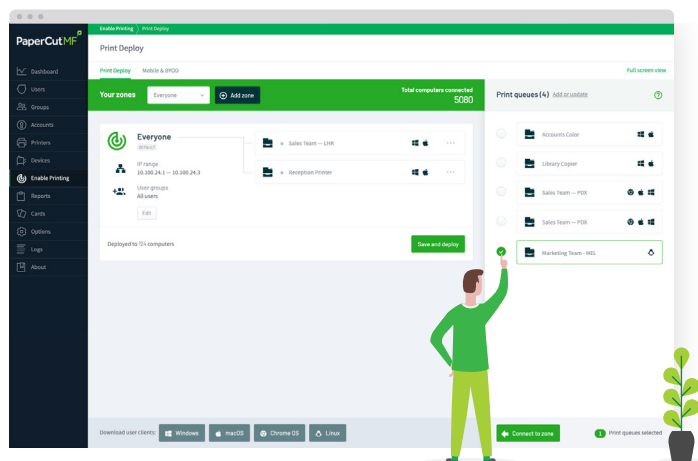 Enable Printing Print Deploy
PaperCut MF
Print Deploy
Print Deploy Mobile & BYOD Full screen view
Your zones Everyone Add zone Total computers connected
5080
Print queues (4) Add or update
Dashboard
Users
Groups
Accounts
Printers
Devices
Enable Printing
Reports
Cards
Options
Logs
About
Everyone
DEFAULT
Sales Team — LHR
Reception Printer
IP range
10.100.24.1 — 10.100.24.3
User groups
All users
Edit
Deployed to 124 computers Save and deploy
Accounts Color
Library Copier
Sales Team — PDX
Sales Team — PDX
Marketing Team - MEL
Download user clients: Windows macOS Chrome OS Linux
Connect to zone 1 Print queues selected